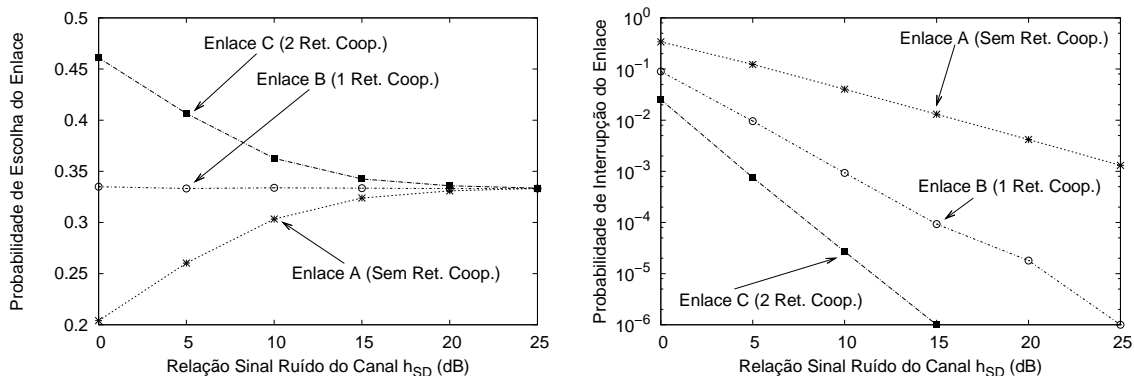 Probabilidade de Escolha do Enlace
0.5
0.45
0.4
0.35
0.3
0.25
0.2
Enlace C (2 Ret. Coop.)
Enlace B (1 Ret. Coop.)
Enlace A (Sem Ret. Coop.)
0 5 10 15 20 25
Relação Sinal Ruído do Canal hSD (dB)
Probabilidade de Interrupção do Enlace
10^0
10^-1
10^-2
10^-3
10^-4
10^-5
10^-6
Enlace A (Sem Ret. Coop.)
Enlace B (1 Ret. Coop.)
Enlace C (2 Ret. Coop.)
0 5 10 15 20 25
Relação Sinal Ruído do Canal hSD (dB)